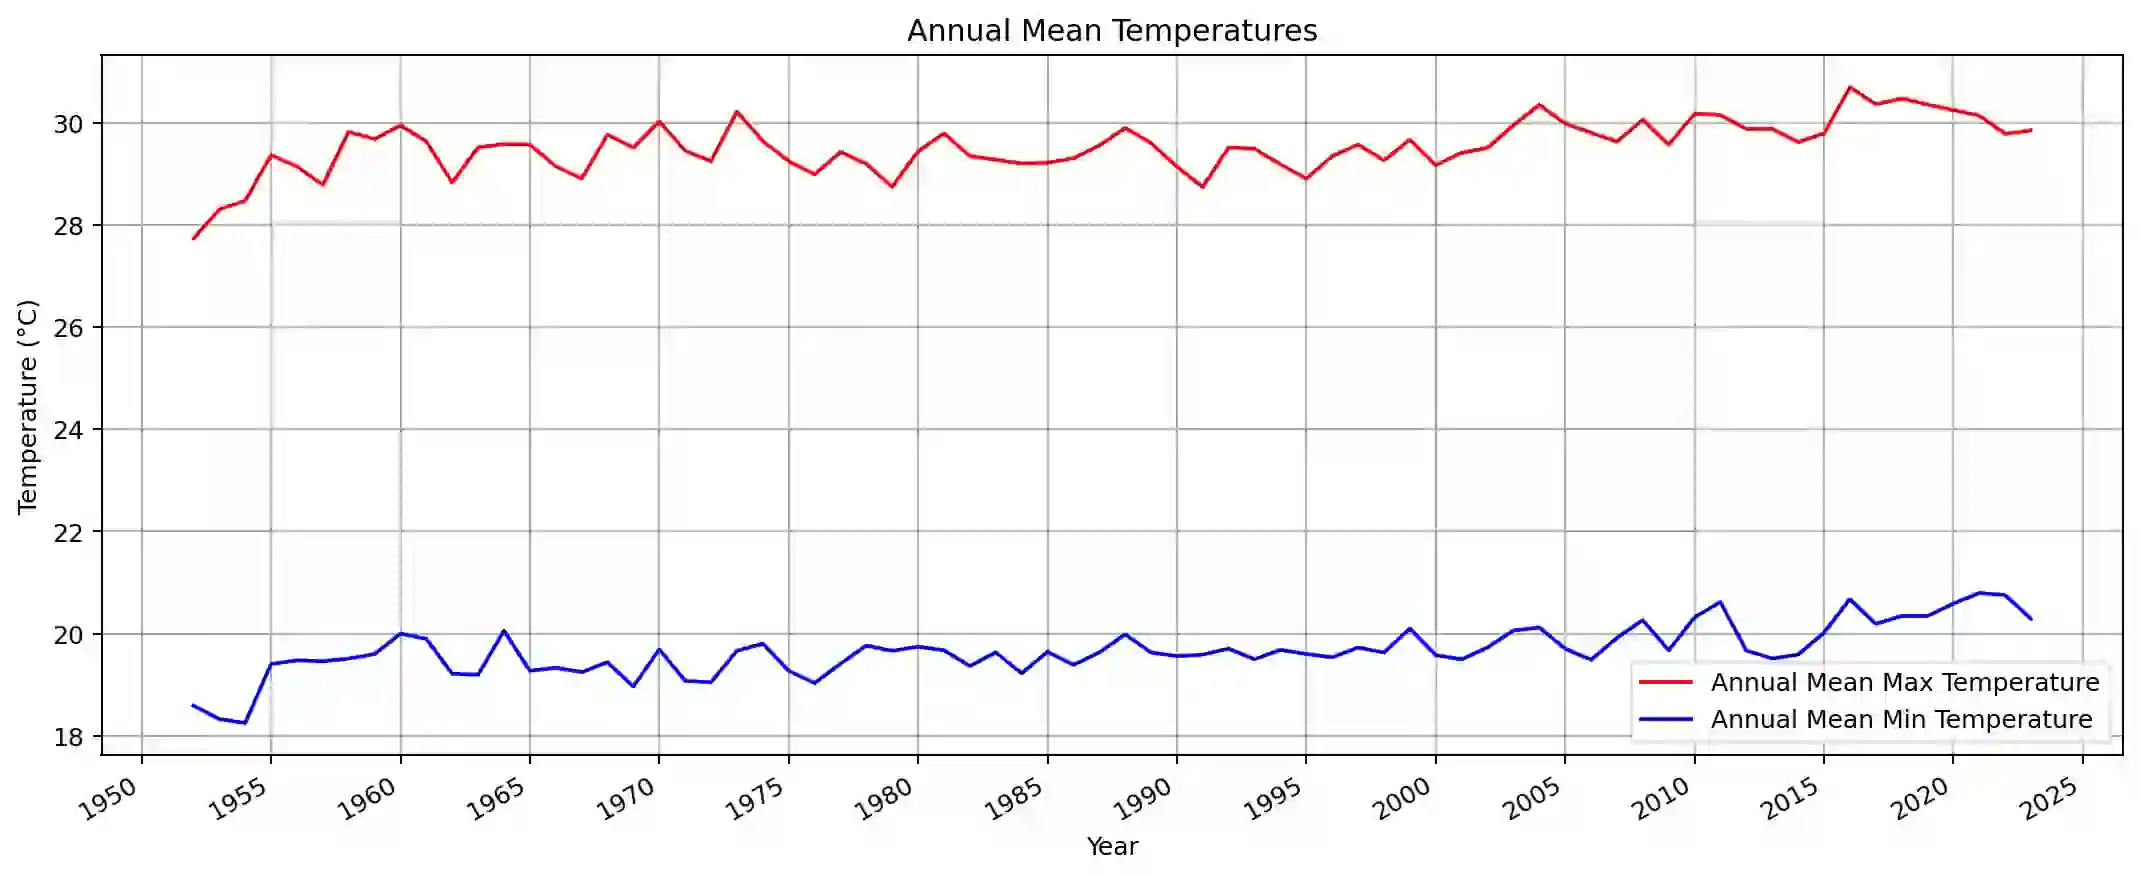 Annual Mean Temperatures
30
28
26
24
22
20
18
Temperature (°C)
Annual Mean Max Temperature
Annual Mean Min Temperature
1950 1955 1960 1965 1970 1975 1980 1985 1990 1995 2000 2005 2010 2015 2020 2025
Year